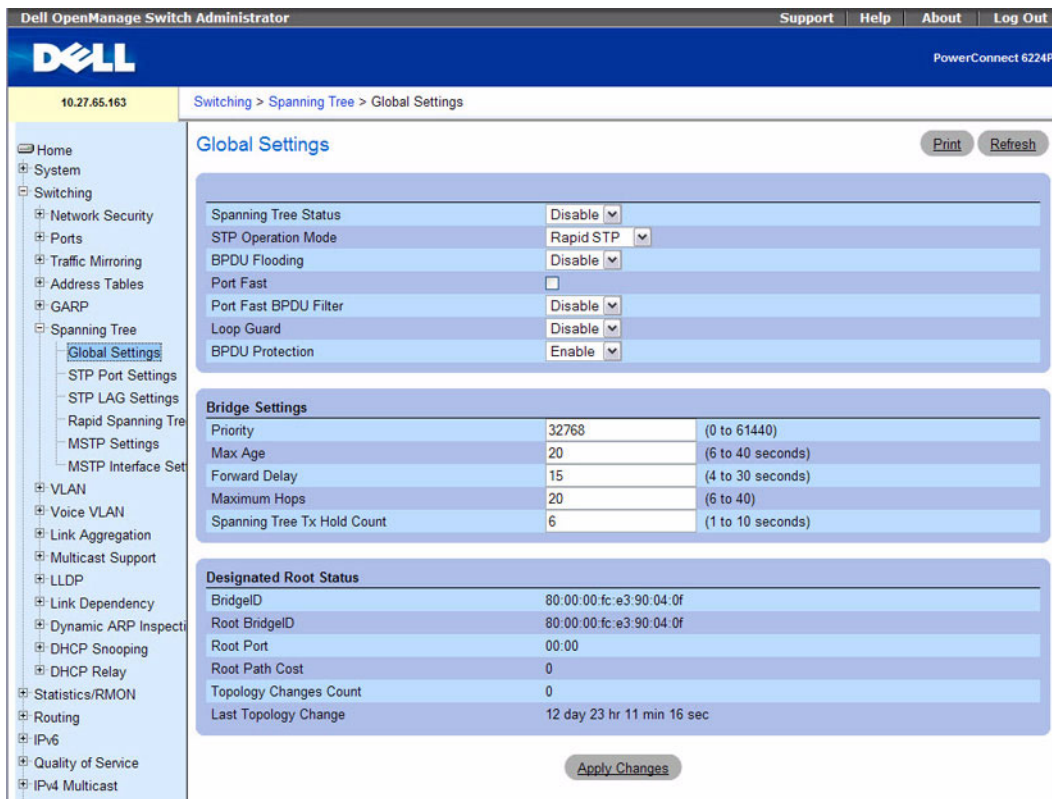 Dell OpenManage Switch Administrator
Support Help About Log Out
DELL
PowerConnect 6224P
10.27.65.163
Switching > Spanning Tree > Global Settings
Home
System
Switching
Network Security
Ports
Traffic Mirroring
Address Tables
GARP
Spanning Tree
Global Settings
STP Port Settings
STP LAG Settings
Rapid Spanning Tre
MSTP Settings
MSTP Interface Set
VLAN
Voice VLAN
Link Aggregation
Multicast Support
LLDP
Link Dependency
Dynamic ARP Inspecti
DHCP Snooping
DHCP Relay
Statistics/RMON
Routing
IPv6
Quality of Service
IPv4 Multicast
Global Settings
Print Refresh
Spanning Tree Status Disable
STP Operation Mode Rapid STP
BPDU Flooding Disable
Port Fast
Port Fast BPDU Filter Disable
Loop Guard Disable
BPDU Protection Enable
Bridge Settings
Priority 32768 (0 to 61440)
Max Age 20 (6 to 40 seconds)
Forward Delay 15 (4 to 30 seconds)
Maximum Hops 20 (6 to 40)
Spanning Tree Tx Hold Count 6 (1 to 10 seconds)
Designated Root Status
BridgeID 80:00:00:fc:e3:90:04:0f
Root BridgeID 80:00:00:fc:e3:90:04:0f
Root Port 00:00
Root Path Cost 0
Topology Changes Count 0
Last Topology Change 12 day 23 hr 11 min 16 sec
Apply Changes